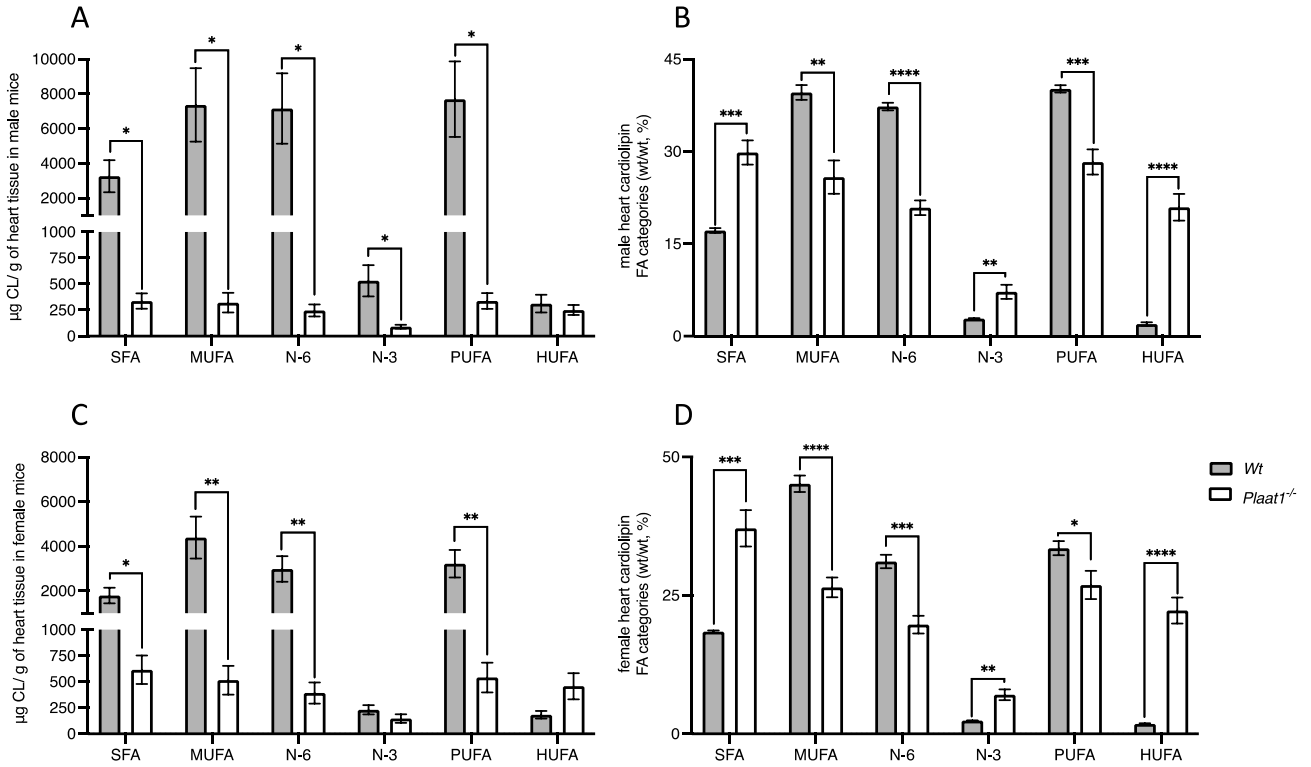 A
µg CL/ g of heart tissue in male mice
10000
8000
6000
4000
2000
1000
750
500
250
0
*
*
*
*
*
SFA MUFA N-6 N-3 PUFA HUFA
B
male heart cardiolipin
FA categories (wt/wt, %)
45
30
15
0
***
**
****
**
***
****
SFA MUFA N-6 N-3 PUFA HUFA
C
µg CL/ g of heart tissue in female mice
8000
6000
4000
2000
1000
750
500
250
0
*
**
**
**
SFA MUFA N-6 N-3 PUFA HUFA
D
female heart cardiolipin
FA categories (wt/wt, %)
50
25
0
***
****
***
**
*
****
SFA MUFA N-6 N-3 PUFA HUFA
Wt
Plaat1-/-